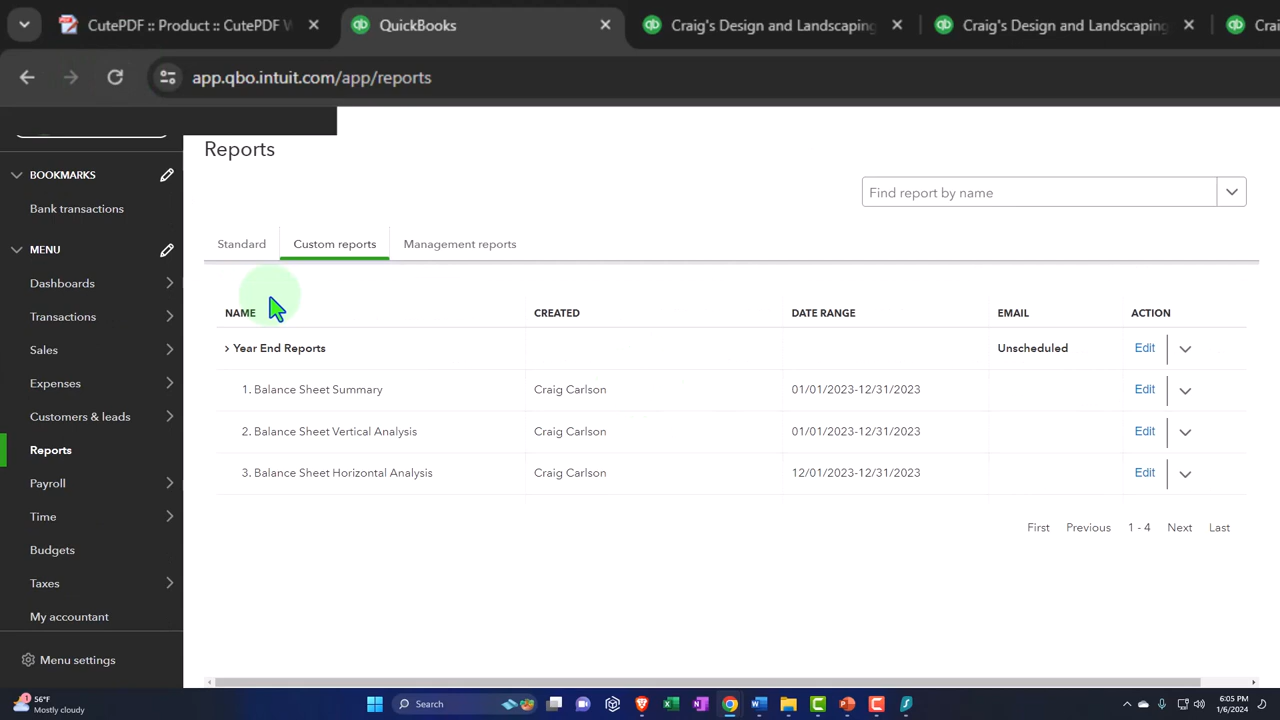 CutePDF :: Product :: CutePDF W
QuickBooks
Craig's Design and Landscaping
Craig's Design and Landscaping
Cra
app.qbo.intuit.com/app/reports
Reports
BOOKMARKS
Bank transactions
MENU
Dashboards
Transactions
Sales
Expenses
Customers & leads
Reports
Payroll
Time
Budgets
Taxes
My accountant
Menu settings
Find report by name
Standard Custom reports Management reports
NAME CREATED DATE RANGE EMAIL ACTION
Year End Reports Unscheduled Edit
1. Balance Sheet Summary Craig Carlson 01/01/2023-12/31/2023 Edit
2. Balance Sheet Vertical Analysis Craig Carlson 01/01/2023-12/31/2023 Edit
3. Balance Sheet Horizontal Analysis Craig Carlson 12/01/2023-12/31/2023 Edit
First Previous 1 - 4 Next Last
1
56°F
Mostly cloudy
Search
6:05 PM
1/6/2024